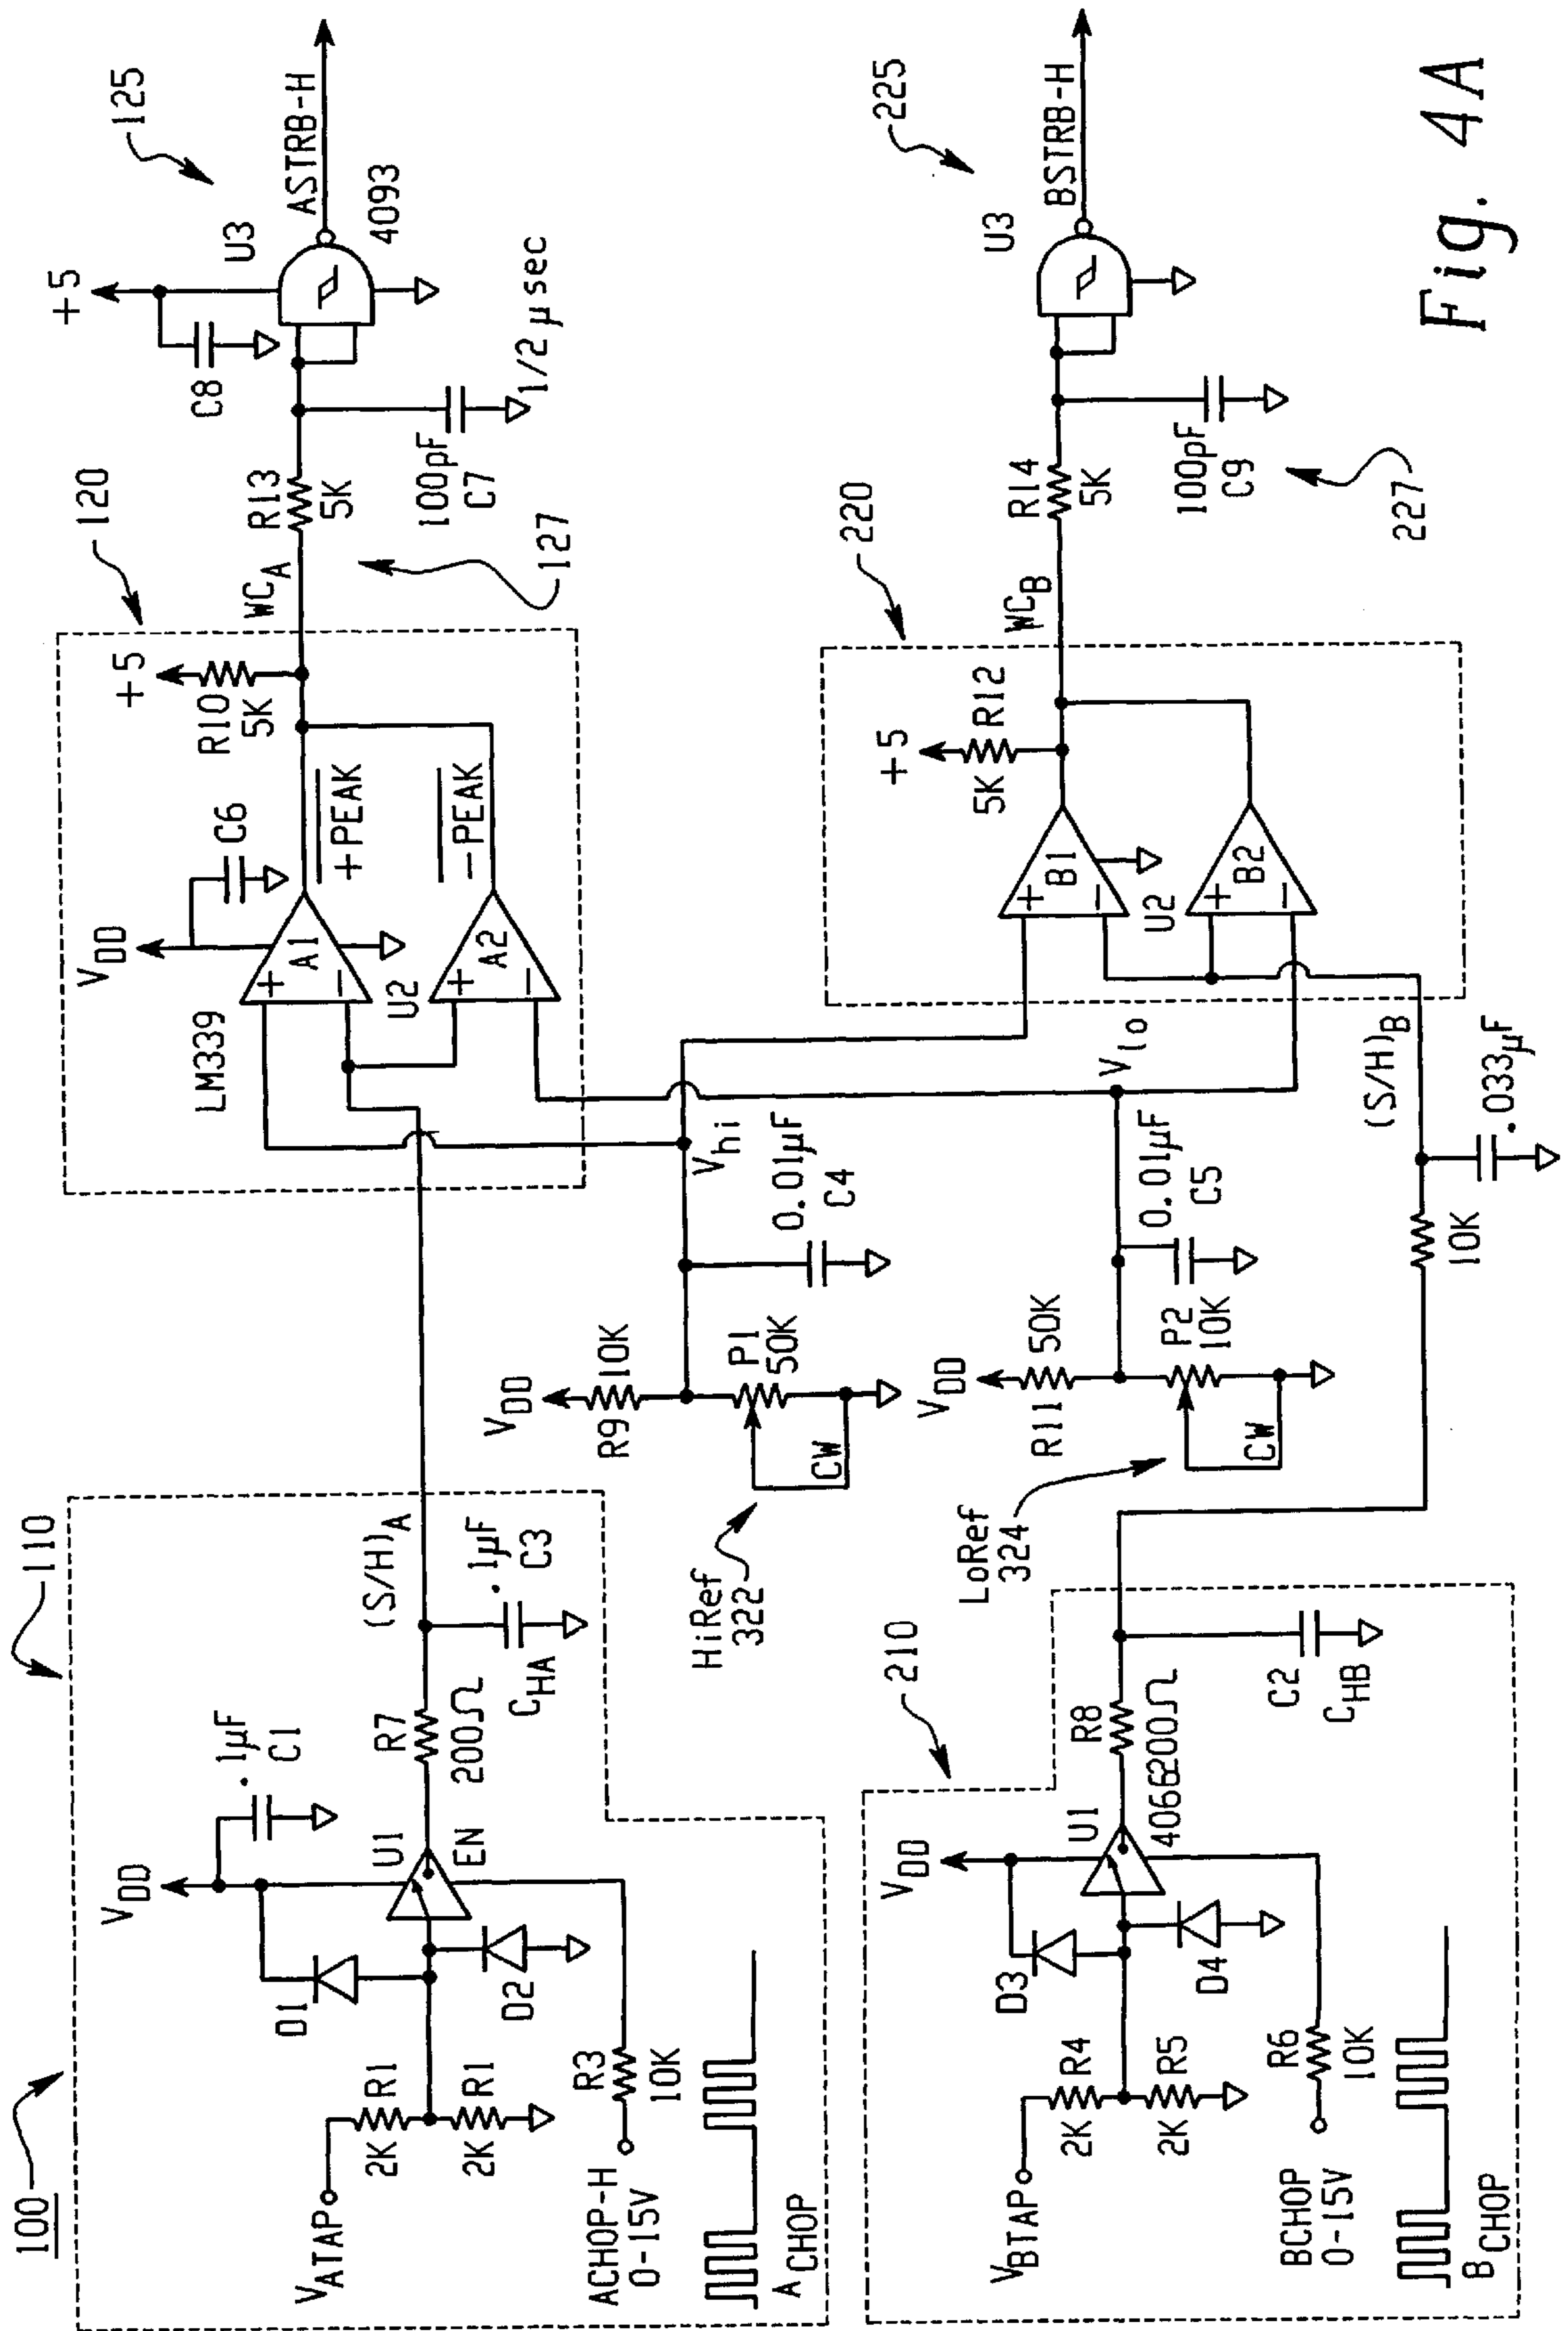 100
110
V_DD
.1µF
C1
D1
U1
R7
200Ω
EN
(S/H)_A
.1µF
C3
C_HA
V_ATAP
2K
R1
2K
R1
D2
R3
10K
ACHOP-H
0-15V
A_CHOP
120
V_DD
C6
LM339
A1
+
−
U2
A2
+
−
+PEAK
−PEAK
+5
R10
5K
WC_A
127
R13
5K
100pF
C7
1/2 µsec
C8
+5
U3
4093
125
ASTRB-H
V_DD
R9
10K
P1
50K
CW
HiRef
322
0.01µF
C4
V_hi
V_DD
R11
50K
P2
10K
CW
LoRef
324
0.01µF
C5
V_lo
210
V_DD
D3
U1
4066
R8
200Ω
C2
C_HB
V_BTAP
2K
R4
2K
R5
D4
R6
10K
BCHOP
0-15V
B_CHOP
10K
.033µF
(S/H)_B
220
B1
+
−
U2
B2
+
−
+5
5K
R12
WC_B
R14
5K
100pF
C9
227
U3
225
BSTRB-H
Fig. 4A